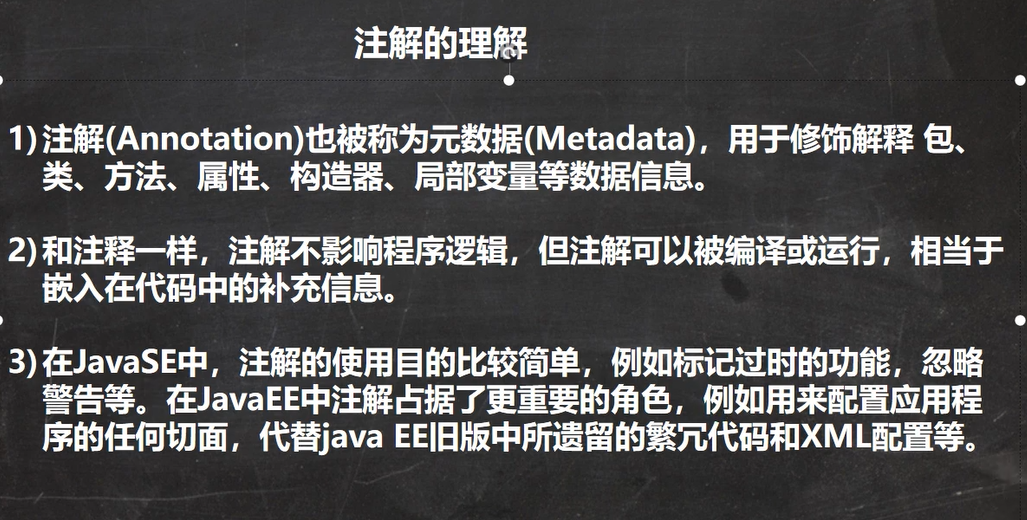 注解的理解
1) 注解(Annotation)也被称为元数据(Metadata)，用于修饰解释 包、
类、方法、属性、构造器、局部变量等数据信息。
2) 和注释一样，注解不影响程序逻辑，但注解可以被编译或运行，相当于
嵌入在代码中的补充信息。
3) 在JavaSE中，注解的使用目的比较简单，例如标记过时的功能，忽略
警告等。在JavaEE中注解占据了更重要的角色，例如用来配置应用程
序的任何切面，代替java EE旧版中所遗留的繁冗代码和XML配置等。